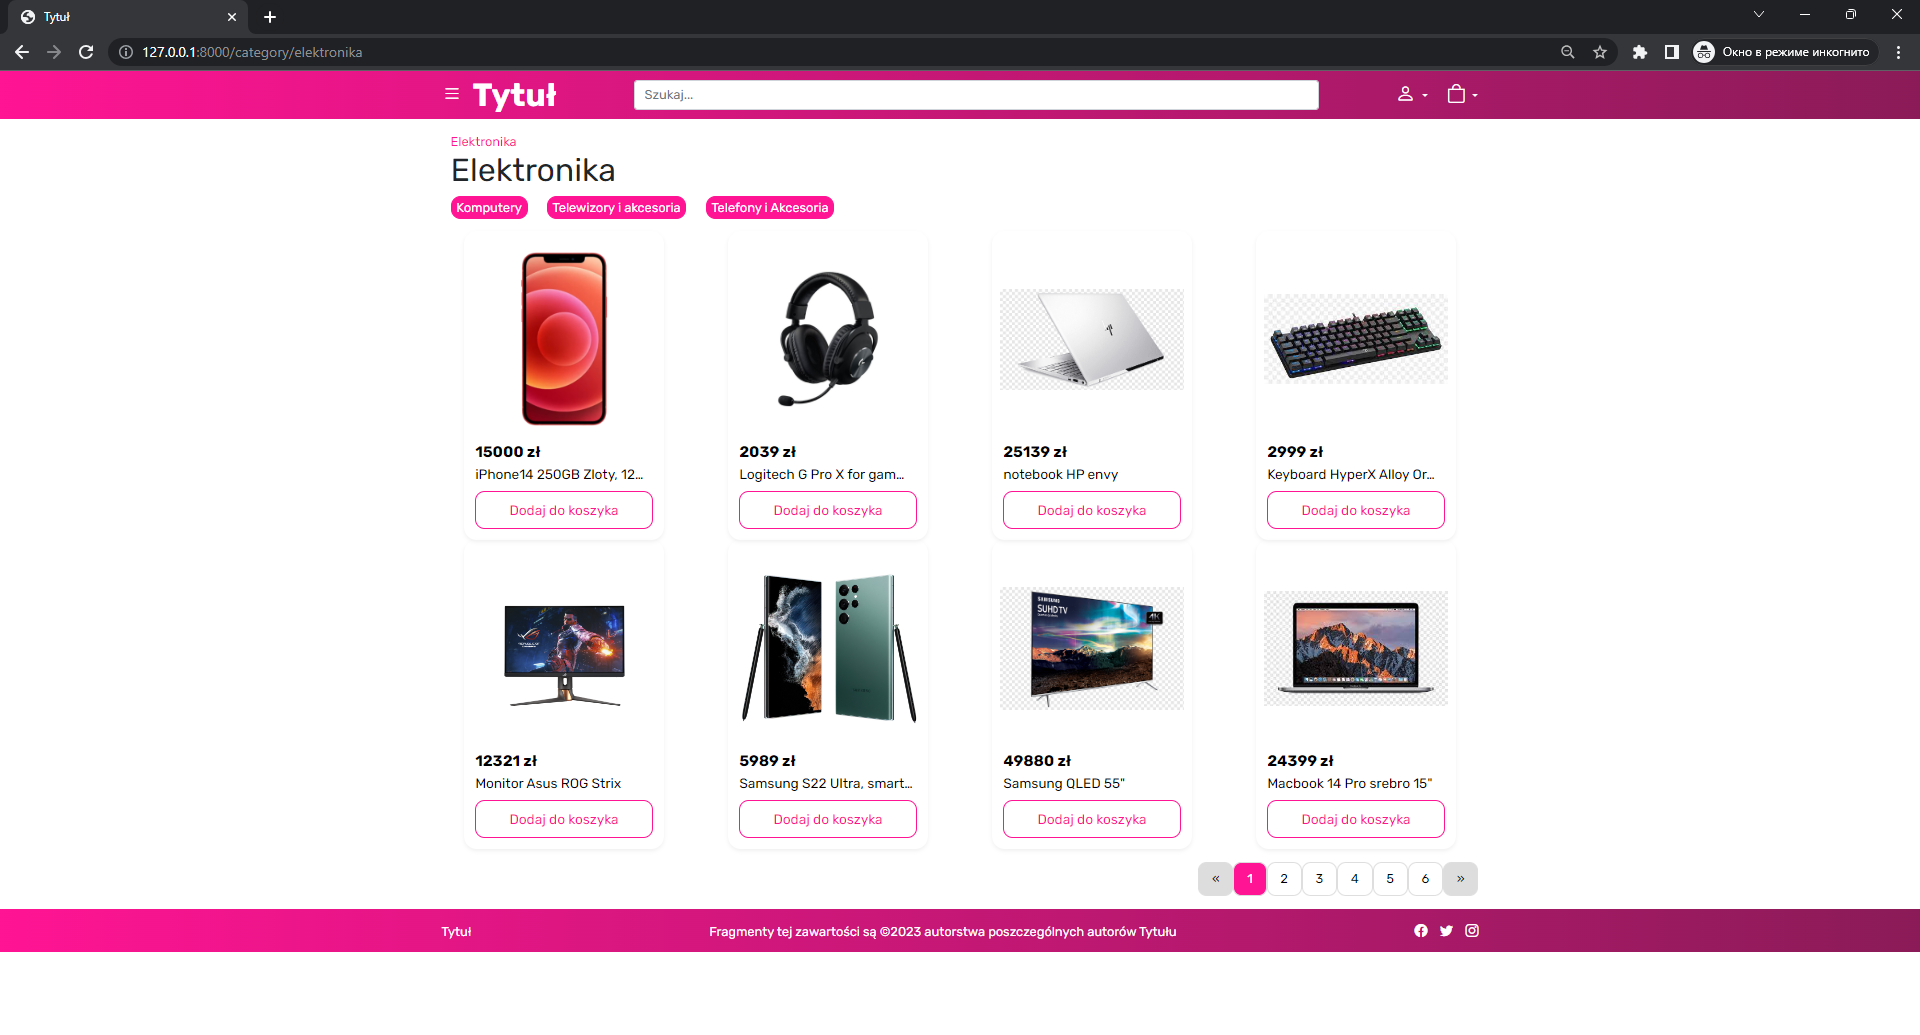 Tytuł
127.0.0.1:8000/category/elektronika
Окно в режиме инкогнито
Tytuł
Szukaj...
Elektronika
Elektronika
Komputery Telewizory i akcesoria Telefony i Akcesoria
15000 zł
iPhone14 250GB Zloty, 12...
Dodaj do koszyka
2039 zł
Logitech G Pro X for gam...
Dodaj do koszyka
25139 zł
notebook HP envy
Dodaj do koszyka
2999 zł
Keyboard HyperX Alloy Or...
Dodaj do koszyka
12321 zł
Monitor Asus ROG Strix
Dodaj do koszyka
5989 zł
Samsung S22 Ultra, smart...
Dodaj do koszyka
SAMSUNG
SUHD TV
4K
49880 zł
Samsung QLED 55"
Dodaj do koszyka
24399 zł
Macbook 14 Pro srebro 15"
Dodaj do koszyka
« 1 2 3 4 5 6 »
Tytuł
Fragmenty tej zawartości są ©2023 autorstwa poszczególnych autorów Tytułu